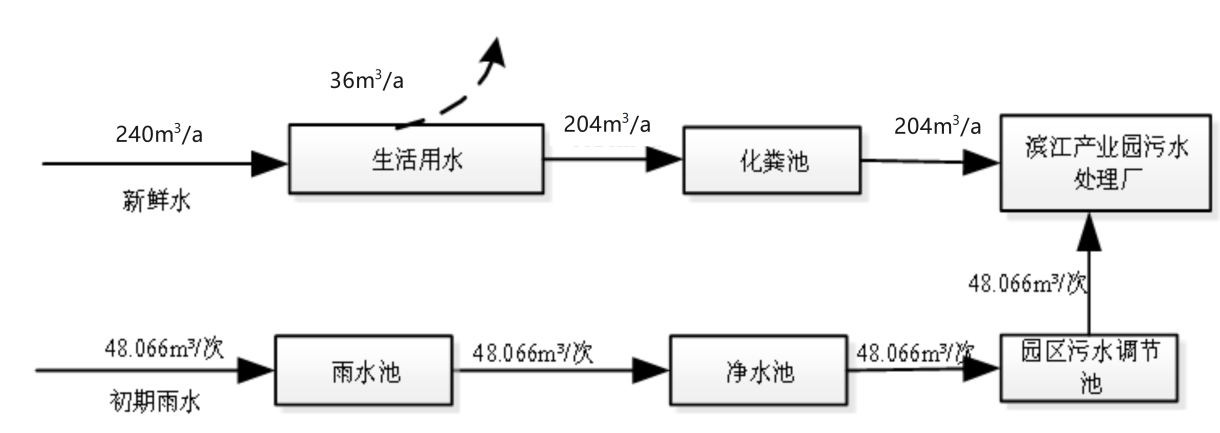 36m³/a
240m³/a
204m³/a
204m³/a
生活用水
化粪池
滨江产业园污水
处理厂
新鲜水
48.066m³/次
48.066m³/次
48.066m³/次
48.066m³/次
雨水池
净水池
园区污水调节
池
初期雨水